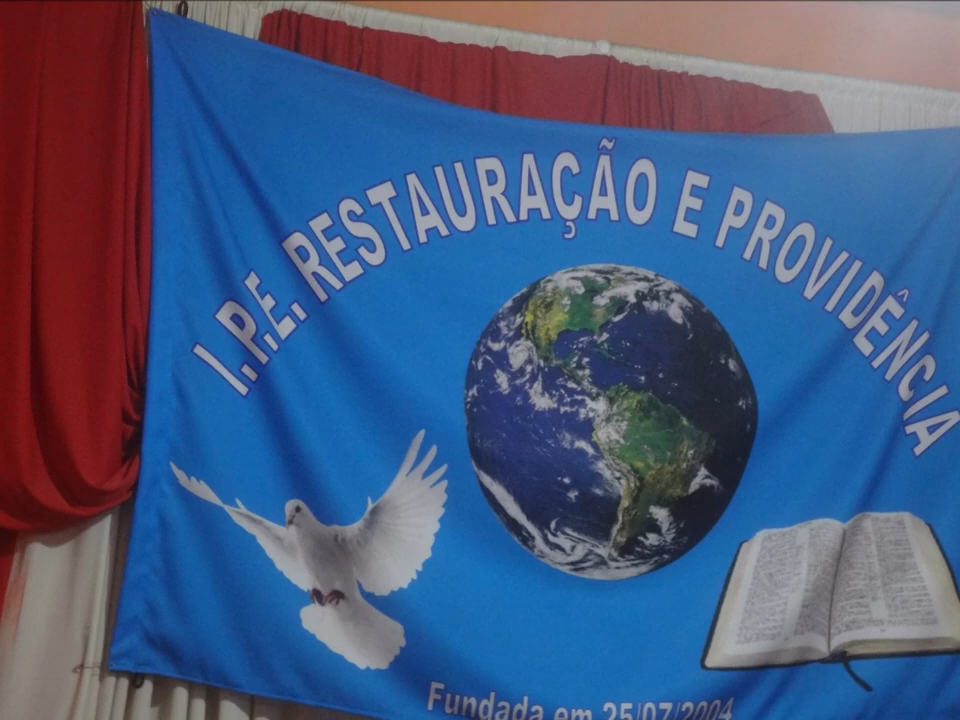 I.P.E. RESTAURAÇÃO E PROVIDÊNCIA
Fundada em 25/07/2004